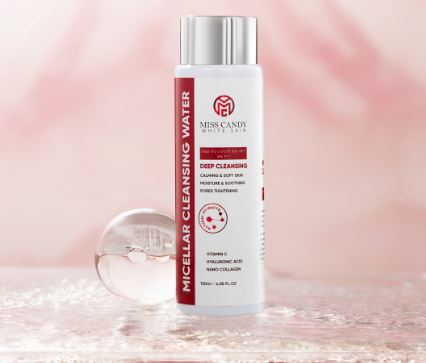 MISS CANDY
WHITE SKIN
DEEP CLEANSING
CALMING & SOFT SKIN
MOISTURE & SOOTHING
PORES TIGHTENING
VITAMIN C
HYALURONIC ACID
NANO COLLAGEN
MICELLAR CLEANSING WATER